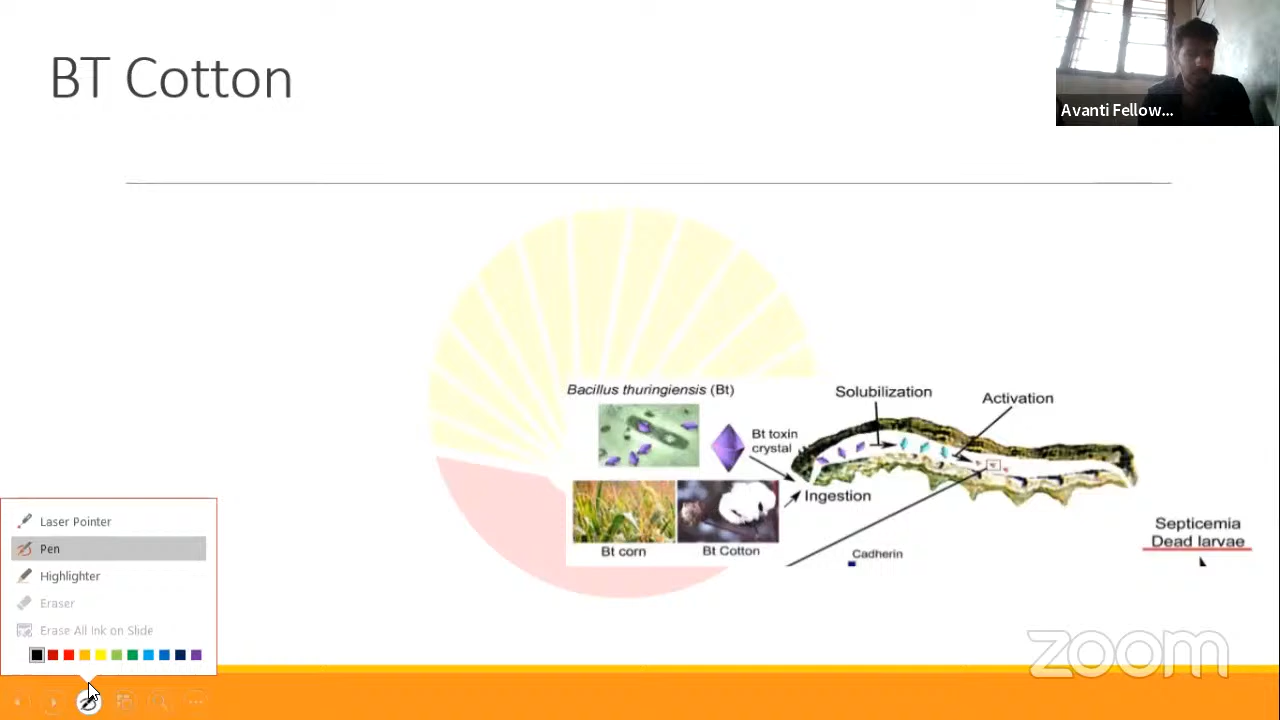 BT Cotton
Avanti Fellow...
Bacillus thuringiensis (Bt)
Solubilization
Activation
Bt toxin
crystal
Ingestion
Bt corn
Bt Cotton
Cadherin
Septicemia
Dead larvae
Laser Pointer
Pen
Highlighter
Eraser
Erase All Ink on Slide
zoom